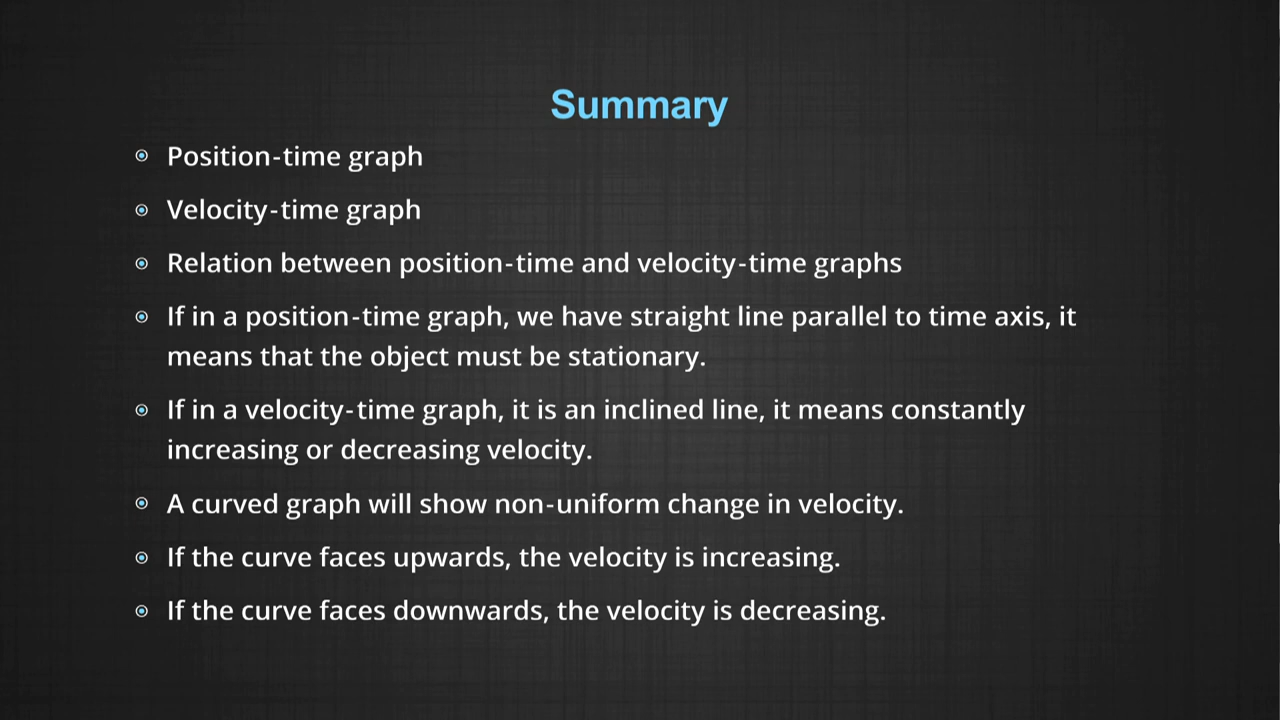 Summary
Position-time graph
Velocity-time graph
Relation between position-time and velocity-time graphs
If in a position-time graph, we have straight line parallel to time axis, it
means that the object must be stationary.
If in a velocity-time graph, it is an inclined line, it means constantly
increasing or decreasing velocity.
A curved graph will show non-uniform change in velocity.
If the curve faces upwards, the velocity is increasing.
If the curve faces downwards, the velocity is decreasing.